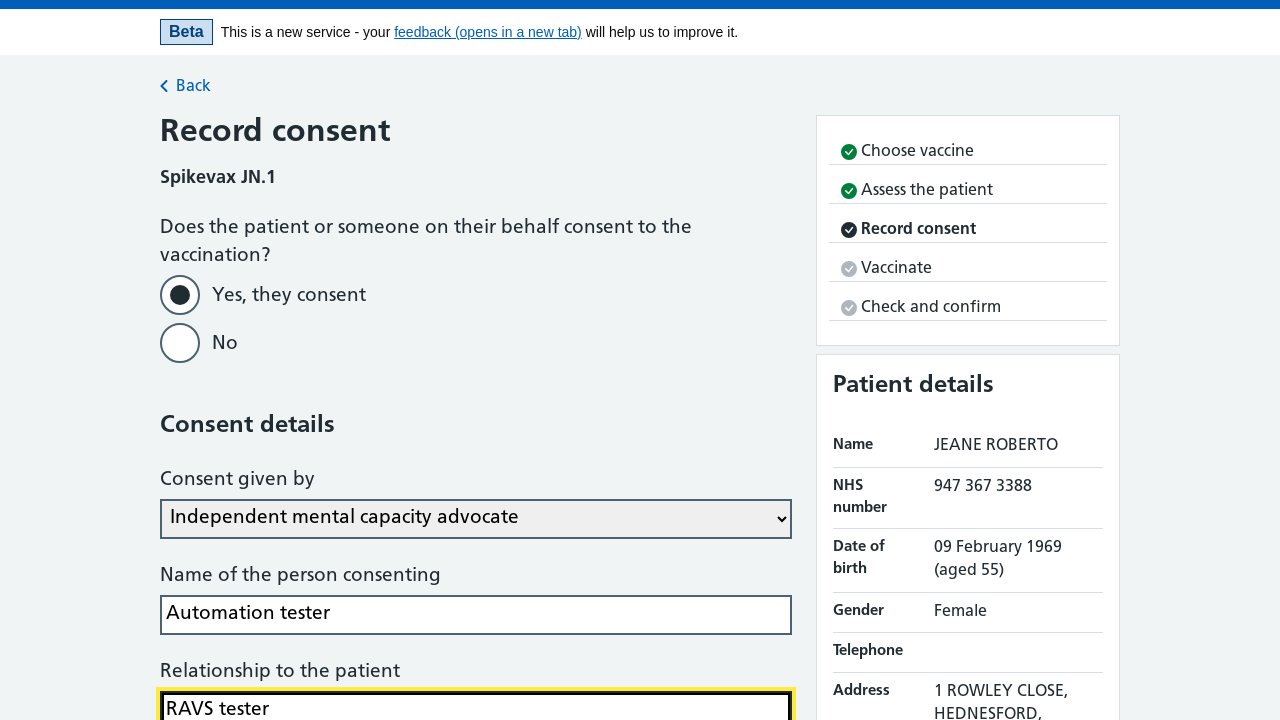 Beta This is a new service - your feedback (opens in a new tab) will help us to improve it.
Back
Record consent
Spikevax JN.1
Does the patient or someone on their behalf consent to the
vaccination?
Yes, they consent
No
Consent details
Consent given by
Independent mental capacity advocate
Name of the person consenting
Automation tester
Relationship to the patient
RAVS tester
Choose vaccine
Assess the patient
Record consent
Vaccinate
Check and confirm
Patient details
Name JEANE ROBERTO
NHS 947 367 3388
number
Date of 09 February 1969
birth (aged 55)
Gender Female
Telephone
Address 1 ROWLEY CLOSE,
HEDNESFORD,